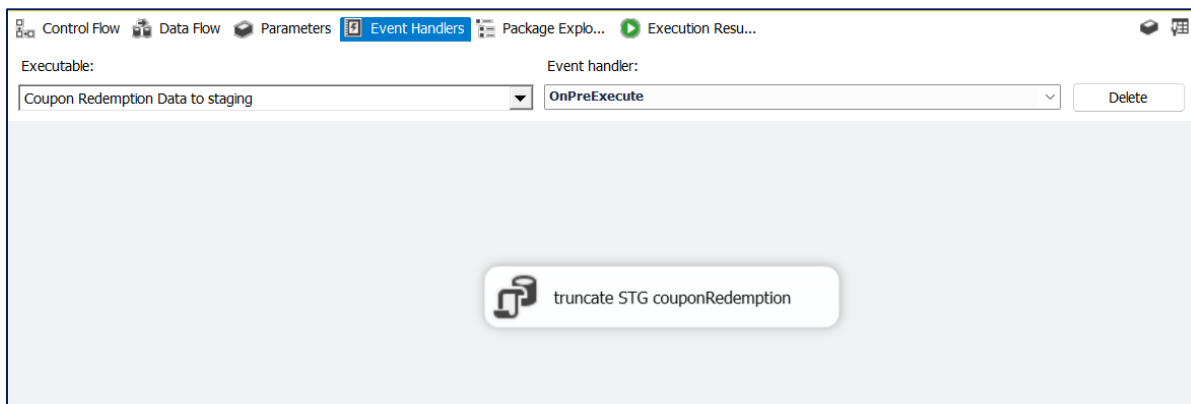 Control Flow Data Flow Parameters Event Handlers Package Explo... Execution Resu...
Executable: Event handler:
Coupon Redemption Data to staging OnPreExecute Delete
truncate STG couponRedemption